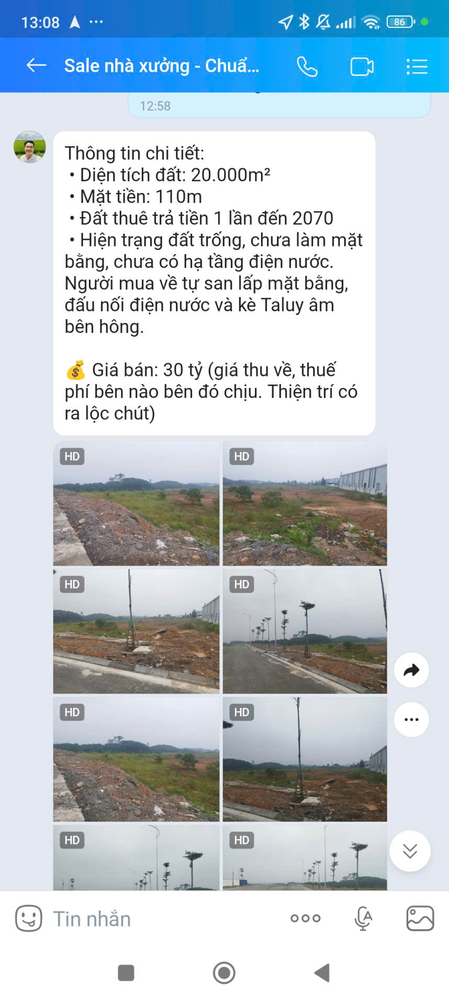 13:08
86
Sale nhà xưởng - Chuẩ...
12:58
Thông tin chi tiết:
• Diện tích đất: 20.000m²
• Mặt tiền: 110m
• Đất thuê trả tiền 1 lần đến 2070
• Hiện trạng đất trống, chưa làm mặt
bằng, chưa có hạ tầng điện nước.
Người mua về tự san lấp mặt bằng,
đấu nối điện nước và kè Taluy âm
bên hông.
💰 Giá bán: 30 tỷ (giá thu về, thuế
phí bên nào bên đó chịu. Thiện trí có
ra lộc chút)
HD
HD
HD
HD
HD
HD
HD
HD
Tin nhắn